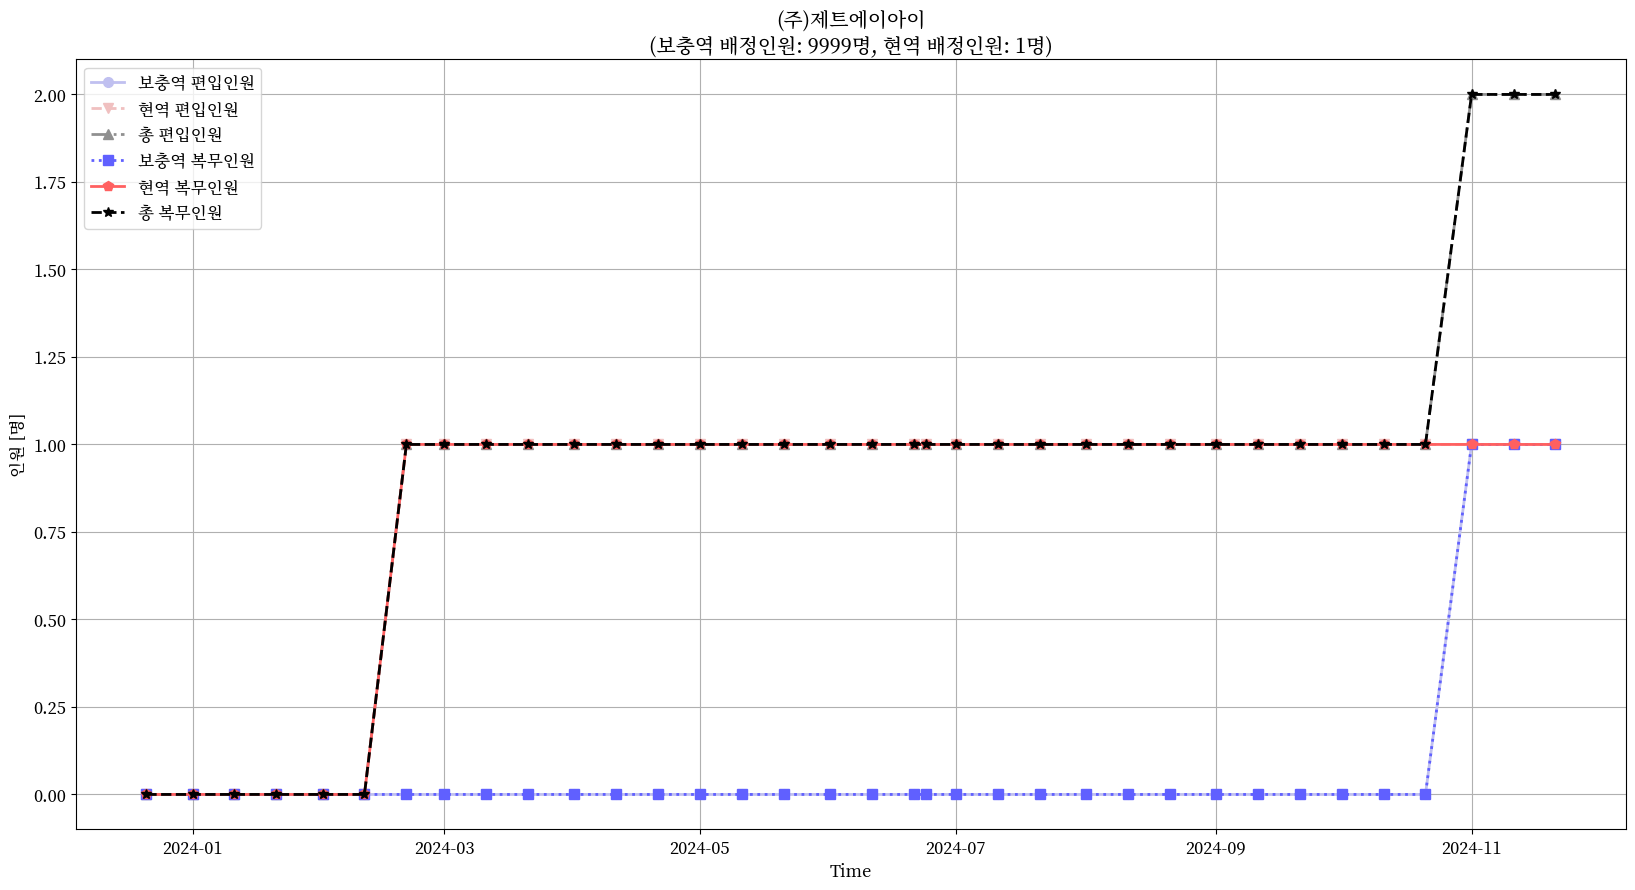 (주)제트에이아이
(보충역 배정인원: 9999명, 현역 배정인원: 1명)
보충역 편입인원
현역 편입인원
총 편입인원
보충역 복무인원
현역 복무인원
총 복무인원
2.00
1.75
1.50
1.25
1.00
0.75
0.50
0.25
0.00
인원 [명]
2024-01 2024-03 2024-05 2024-07 2024-09 2024-11
Time